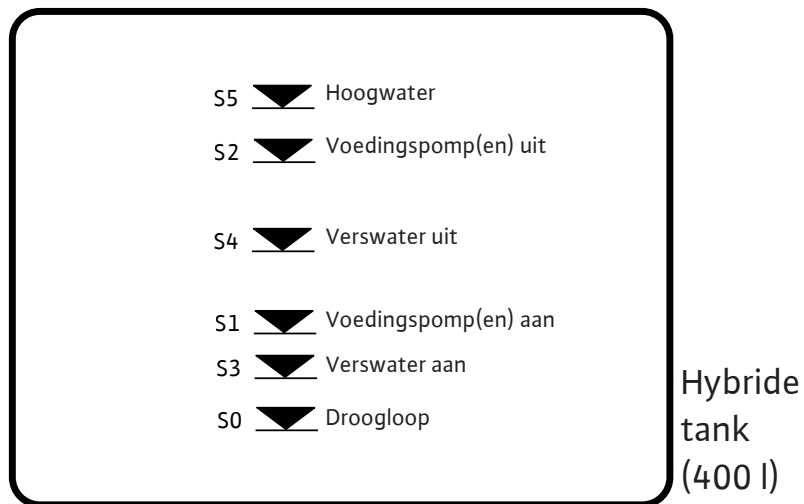 S5 Hoogwater
S2 Voedingspomp(en) uit
S4 Verswater uit
S1 Voedingspomp(en) aan
S3 Verswater aan
S0 Droogloop
Hybride
tank
(400 l)